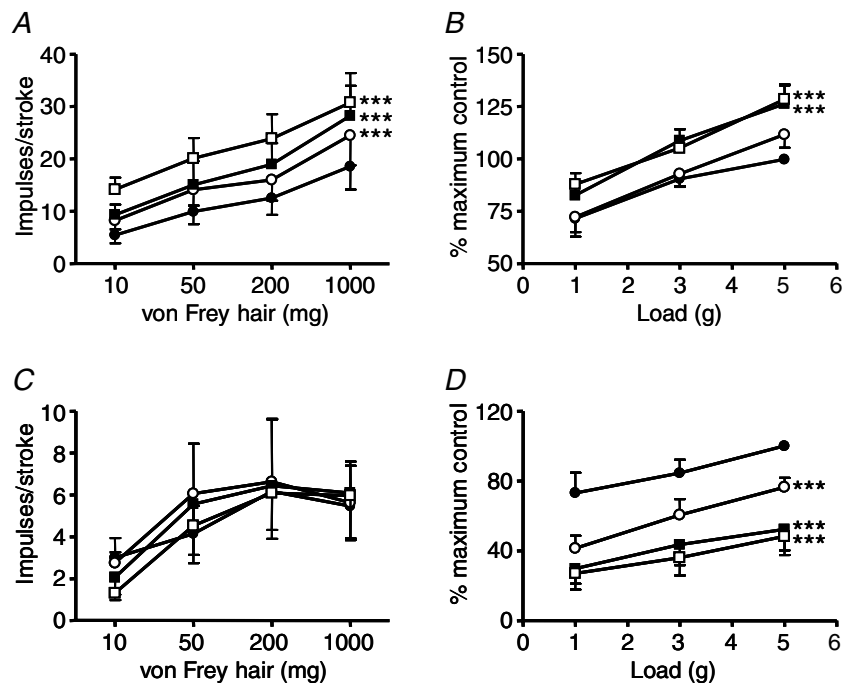 A
Impulses/stroke
40
30
20
10
0
***
***
***
10 50 200 1000
von Frey hair (mg)
B
% maximum control
150
125
100
75
50
***
***
0 1 2 3 4 5 6
Load (g)
C
Impulses/stroke
10
8
6
4
2
0
10 50 200 1000
von Frey hair (mg)
D
% maximum control
120
80
40
0
***
***
***
0 1 2 3 4 5 6
Load (g)